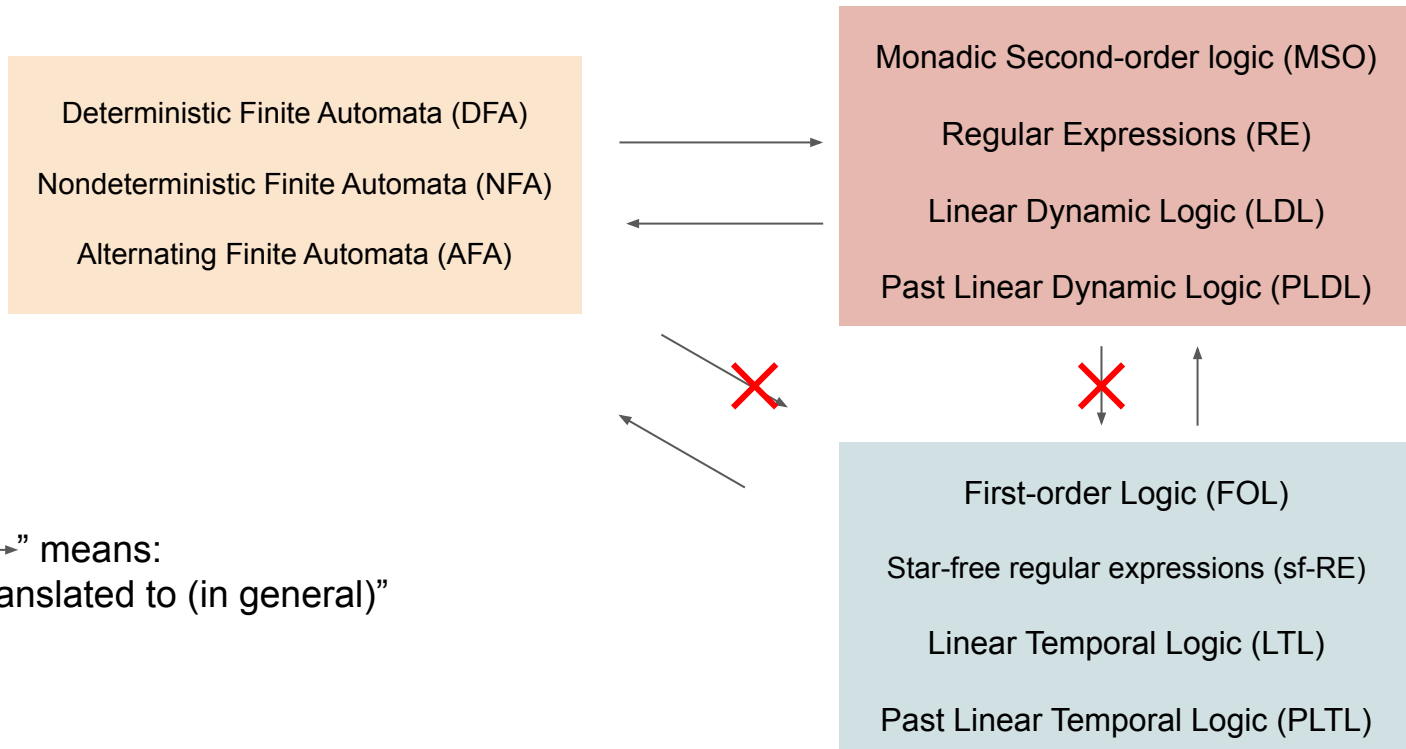 Deterministic Finite Automata (DFA)
Nondeterministic Finite Automata (NFA)
Alternating Finite Automata (AFA)
Monadic Second-order logic (MSO)
Regular Expressions (RE)
Linear Dynamic Logic (LDL)
Past Linear Dynamic Logic (PLDL)
First-order Logic (FOL)
Star-free regular expressions (sf-RE)
Linear Temporal Logic (LTL)
Past Linear Temporal Logic (PLTL)
→” means:
to (in general)”